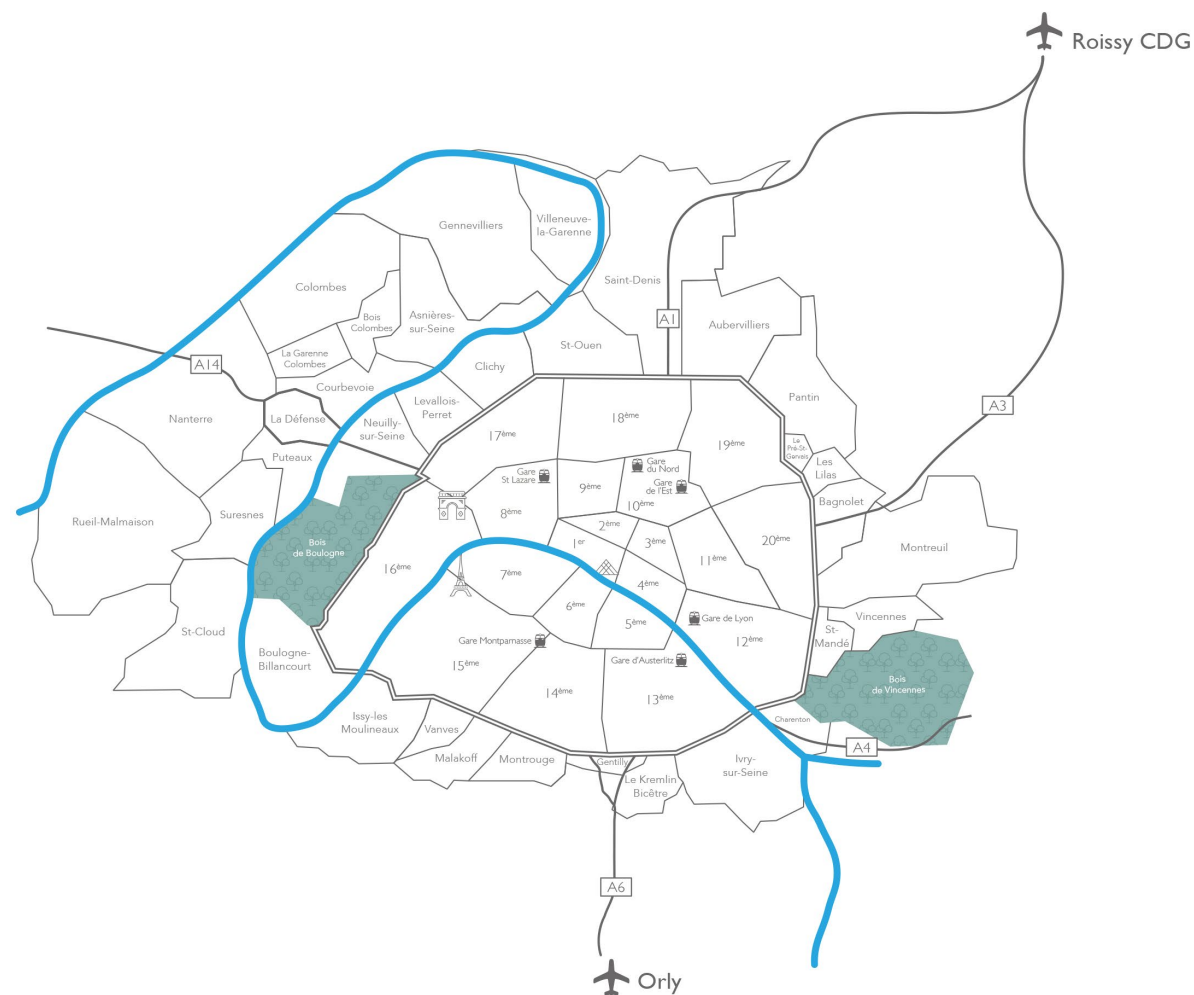 Roissy CDG
Gennevilliers
Villeneuve-
la-Garenne
Saint-Denis
Colombes
Bois
Colombes
Asnières-
sur-Seine
A1
Aubervilliers
St-Ouen
La Garenne
Colombes
A14
Clichy
Courbevoie
Pantin
A3
Levallois-
Perret
Nanterre
La Défense
Neuilly-
sur-Seine
18ème
17ème
19ème
Le
Pré-St-
Gervais
Puteaux
Les
Lilas
Gare
St Lazare
Gare
du Nord
Gare
de l'Est
9ème
10ème
Bagnolet
8ème
Rueil-Malmaison
Suresnes
2ème
1er
3ème
20ème
Bois
de Boulogne
Montreuil
11ème
16ème
7ème
4ème
6ème
5ème
Gare de Lyon
Vincennes
St-
Mandé
St-Cloud
Gare Montparnasse
12ème
Boulogne-
Billancourt
15ème
Gare d'Austerlitz
Bois
de Vincennes
14ème
13ème
Issy-les
Moulineaux
Vanves
Charenton
A4
Malakoff
Montrouge
Gentilly
Ivry-
sur-Seine
Le Kremlin
Bicêtre
A6
Orly